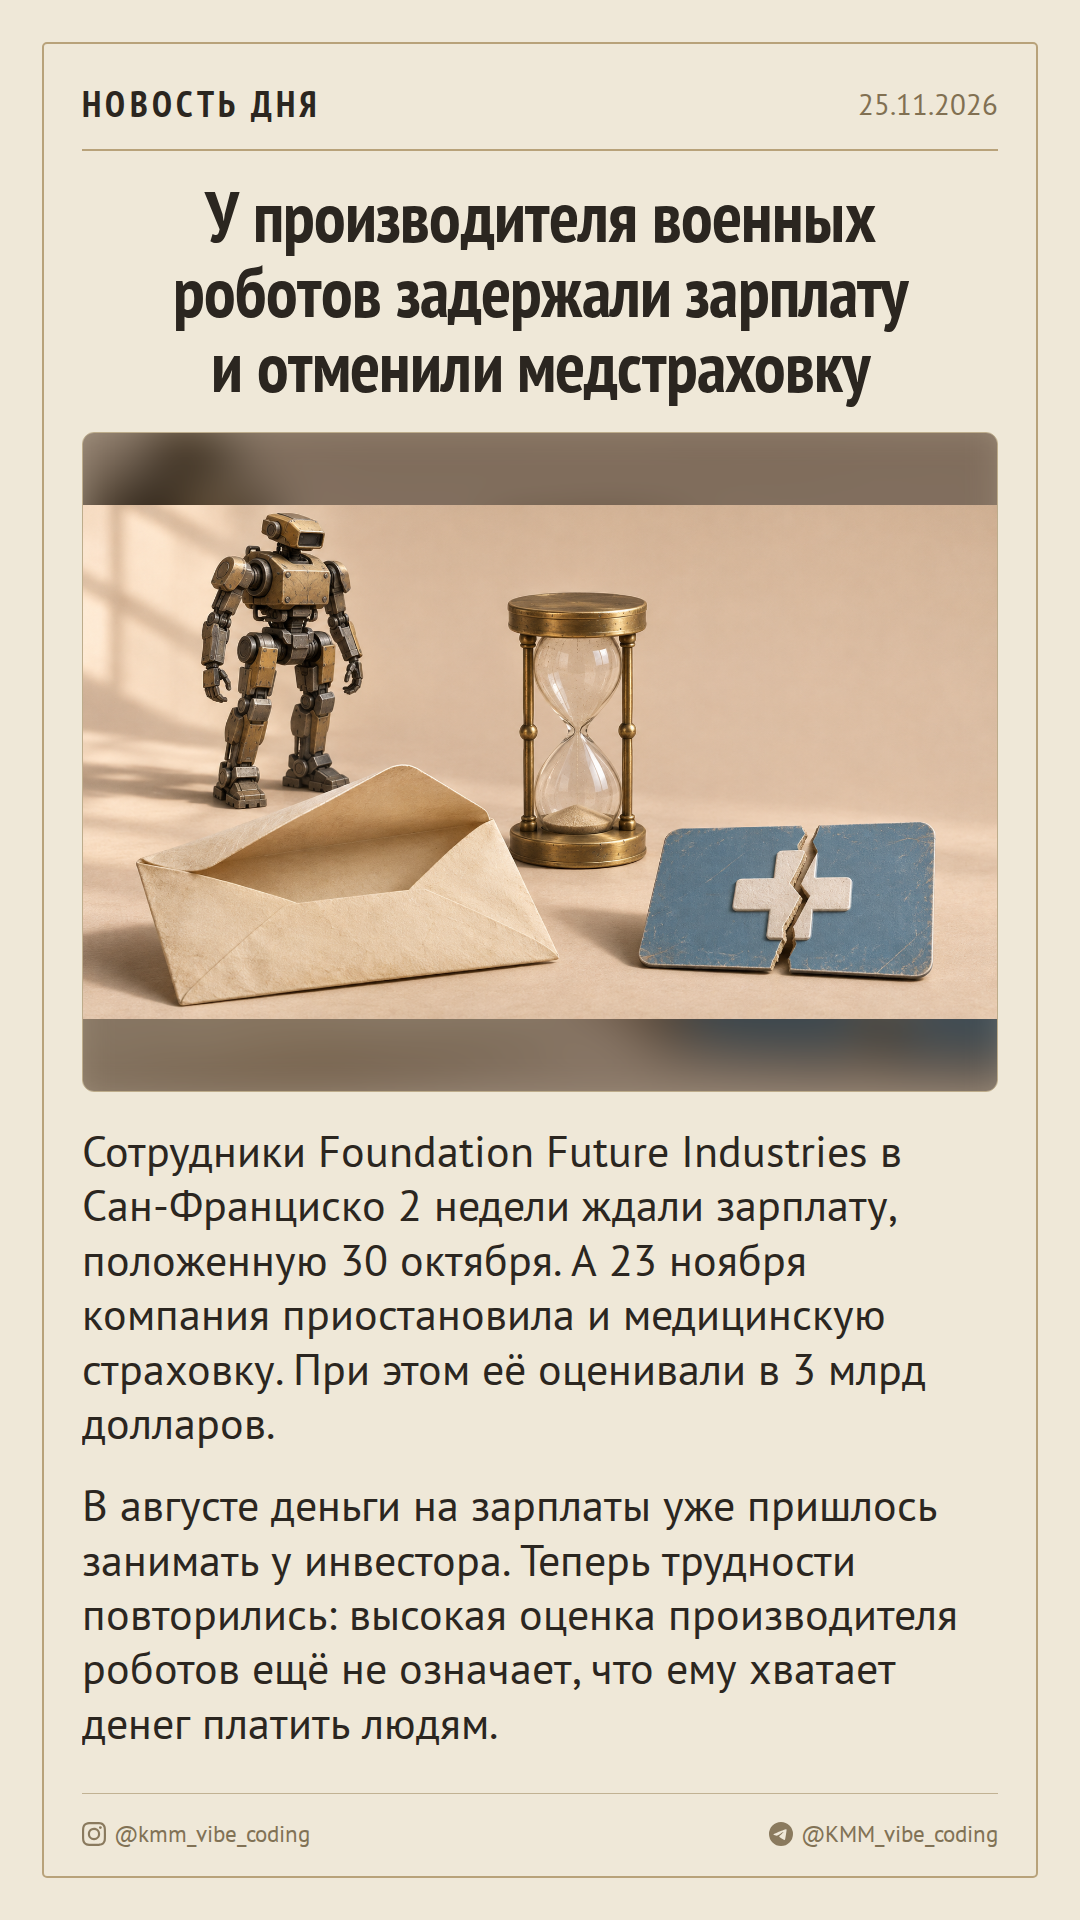 НОВОСТЬ ДНЯ
25.11.2026
У производителя военных
роботов задержали зарплату
и отменили медстраховку
Сотрудники Foundation Future Industries в
Сан-Франциско 2 недели ждали зарплату,
положенную 30 октября. А 23 ноября
компания приостановила и медицинскую
страховку. При этом её оценивали в 3 млрд
долларов.
В августе деньги на зарплаты уже пришлось
занимать у инвестора. Теперь трудности
повторились: высокая оценка производителя
роботов ещё не означает, что ему хватает
денег платить людям.
@kmm_vibe_coding
@KMM_vibe_coding